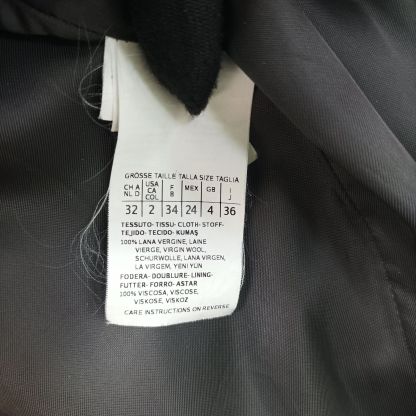 GRÖSSE TAILLE TALLA SIZE TAGLIA
CH A USA F MEX GB I
NL D CA B J
COL
32 2 34 24 4 36
TESSUTO-TISSU-CLOTH-STOFF-
TEJIDO-TECIDO-KUMAŞ
100% LANA VERGINE, LAINE
VIERGE, VIRGIN WOOL,
SCHURWOLLE, LANA VIRGEN,
LA VIRGEM, YENİ YÜN
FODERA-DOUBLURE-LINING-
FUTTER-FORRO-ASTAR
100% VISCOSA, VISCOSE,
VISKOSE, VISKOZ
CARE INSTRUCTIONS ON REVERSE